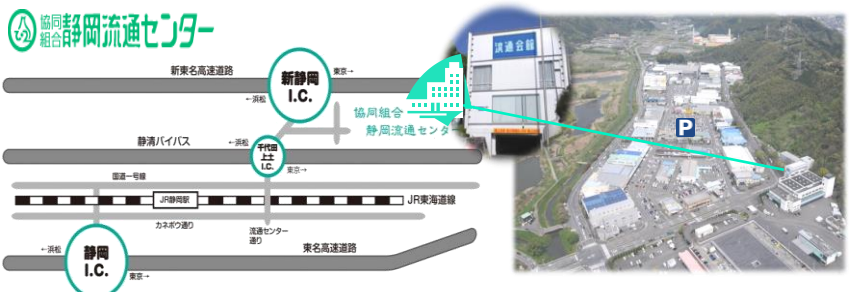 協同
組合
静岡流通センター
新東名高速道路
新静岡
I.C.
東京→
←浜松
協同組合
静岡流通センター
静清バイパス
←浜松
千代田
上土
I.C.
東京→
国道一号線
JR静岡駅
JR東海道線
カネボウ通り
流通センター
通り
←浜松
静岡
I.C.
東京→
東名高速道路
流通会館
P